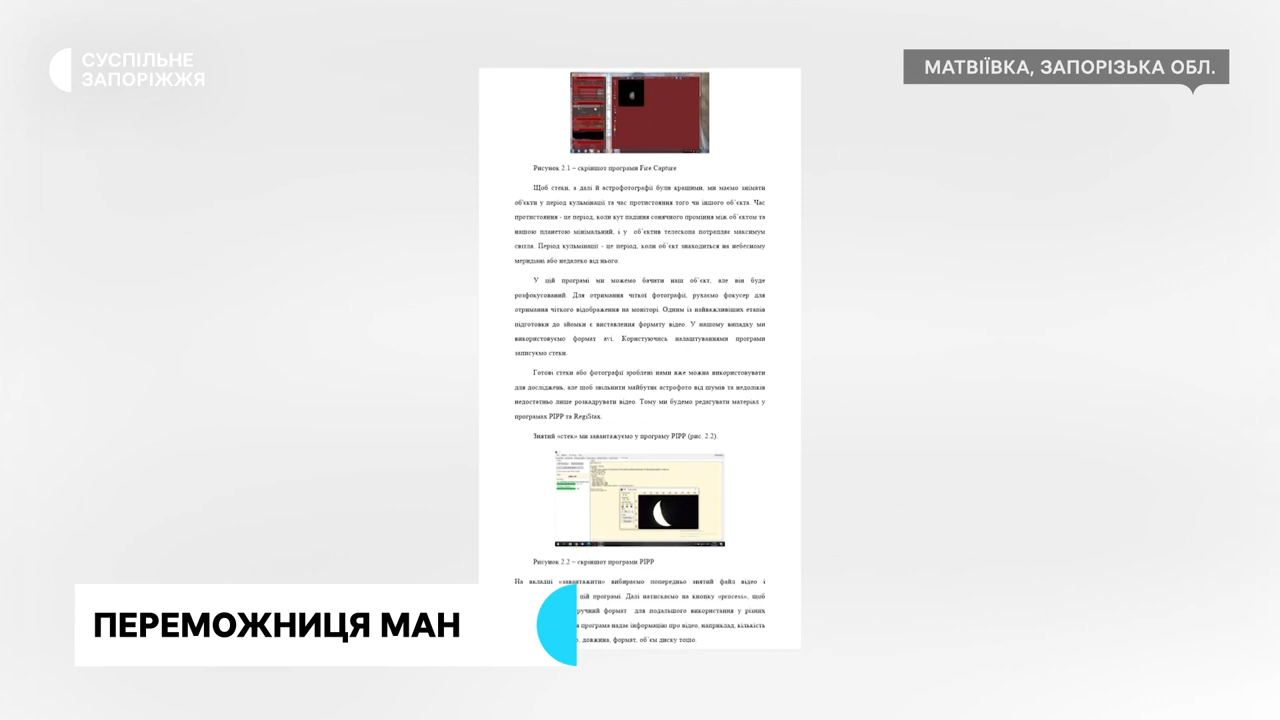 СУСПІЛЬНЕ
ЗАПОРІЖЖЯ
МАТВІЇВКА, ЗАПОРІЗЬКА ОБЛ.
Рисунок 2.1 – скріншот програми Fire Capture
Щоб стеки, а далі й астрофотографії були кращими, ми маємо знімати
об'єкти у період кульмінації та час протистояння того чи іншого об`єкта. Час
протистояння - це період, коли кут падіння сонячного проміння між об`єктом та
нашою планетою мінімальний, і у об`єктив телескопа потрапляє максимум
світла. Період кульмінації - це період, коли об`єкт знаходиться на небесному
меридіані або недалеко від нього.
У цій програмі ми можемо бачити наш об`єкт, але він буде
розфокусований. Для отримання чіткої фотографії, рухаємо фокусер для
отримання чіткого відображення на моніторі. Одним із найважливіших етапів
підготовки до зйомки є виставлення формату відео. У нашому випадку ми
використовуємо формат avi. Користуючись налаштуваннями програми
записуємо стеки.
Готові стеки або фотографії зроблені нами вже можна використовувати
для досліджень, але щоб звільнити майбутнє астрофото від шумів та недоліків
недостатньо лише розкадрувати відео. Тому ми будемо редагувати матеріал у
програмах PIPP та RegiStax.
Знятий «стек» ми завантажуємо у програму PIPP (рис. 2.2).
Рисунок 2.2 – скріншот програми PIPP
На вкладці «завантажити» вибираємо попередньо знятий файл відео і
цій програмі. Далі натискаємо на кнопку «process», щоб
ручний формат для подальшого використання у різних
я програма надає інформацію про відео, наприклад, кількість
о, довжина, формат, об`єм диску тощо.
ПЕРЕМОЖНИЦЯ МАН